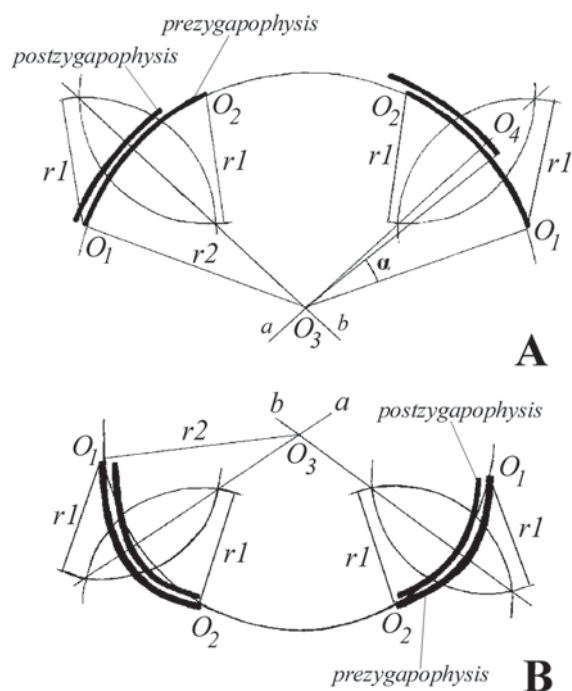 prezygapophysis
postzygapophysis
O2 O2 O4
r1 r1 r1 r1
O1 r2 α O1
a O3 b
A
b a postzygapophysis
O1 r2 O3 O1
r1 r1 r1 r1
O2 O2
prezygapophysis
B